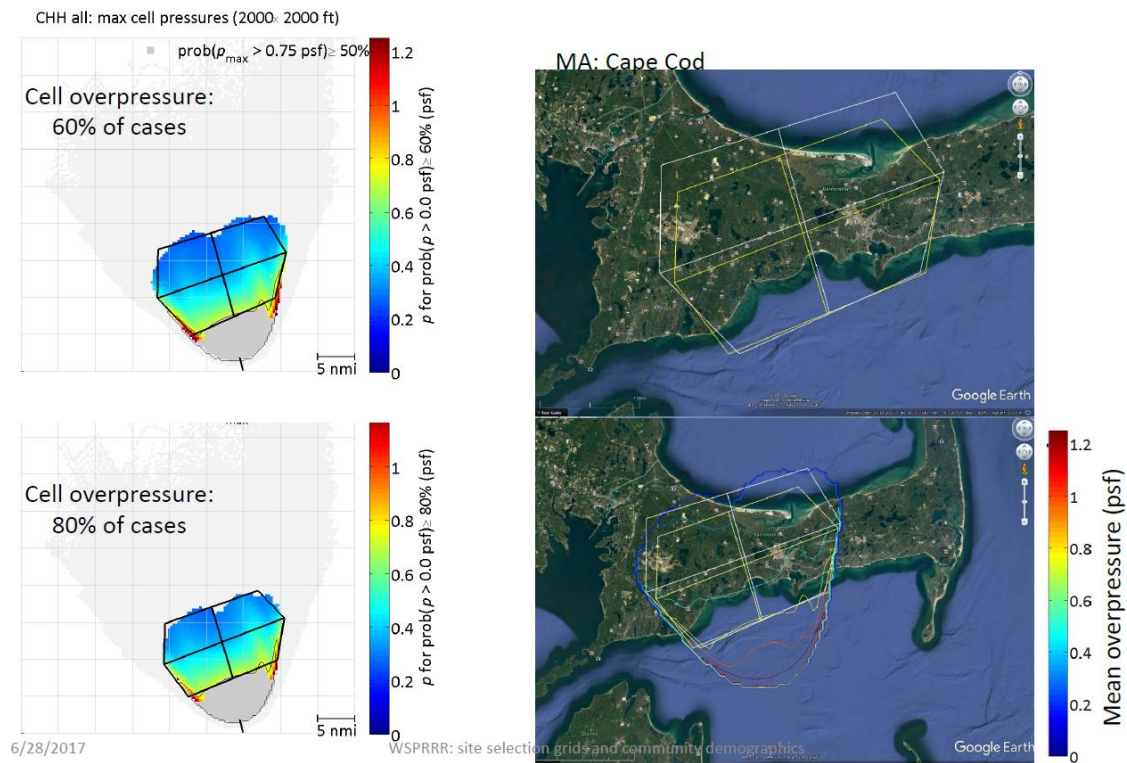 CHH all: max cell pressures (2000× 2000 ft)
prob(pmax > 0.75 psf) ≥ 50%
Cell overpressure:
60% of cases
1.2
1
0.8
0.6
0.4
0.2
0
p for prob(p > 0.0 psf) ≥ 60% (psf)
5 nmi
MA: Cape Cod
Google Earth
max
Cell overpressure:
80% of cases
1
0.8
0.6
0.4
0.2
0
p for prob(p > 0.0 psf) ≥ 80% (psf)
5 nmi
Google Earth
1.2
1
0.8
0.6
0.4
0.2
0
Mean overpressure (psf)
6/28/2017
WSPRRR: site selection grids and community demographics